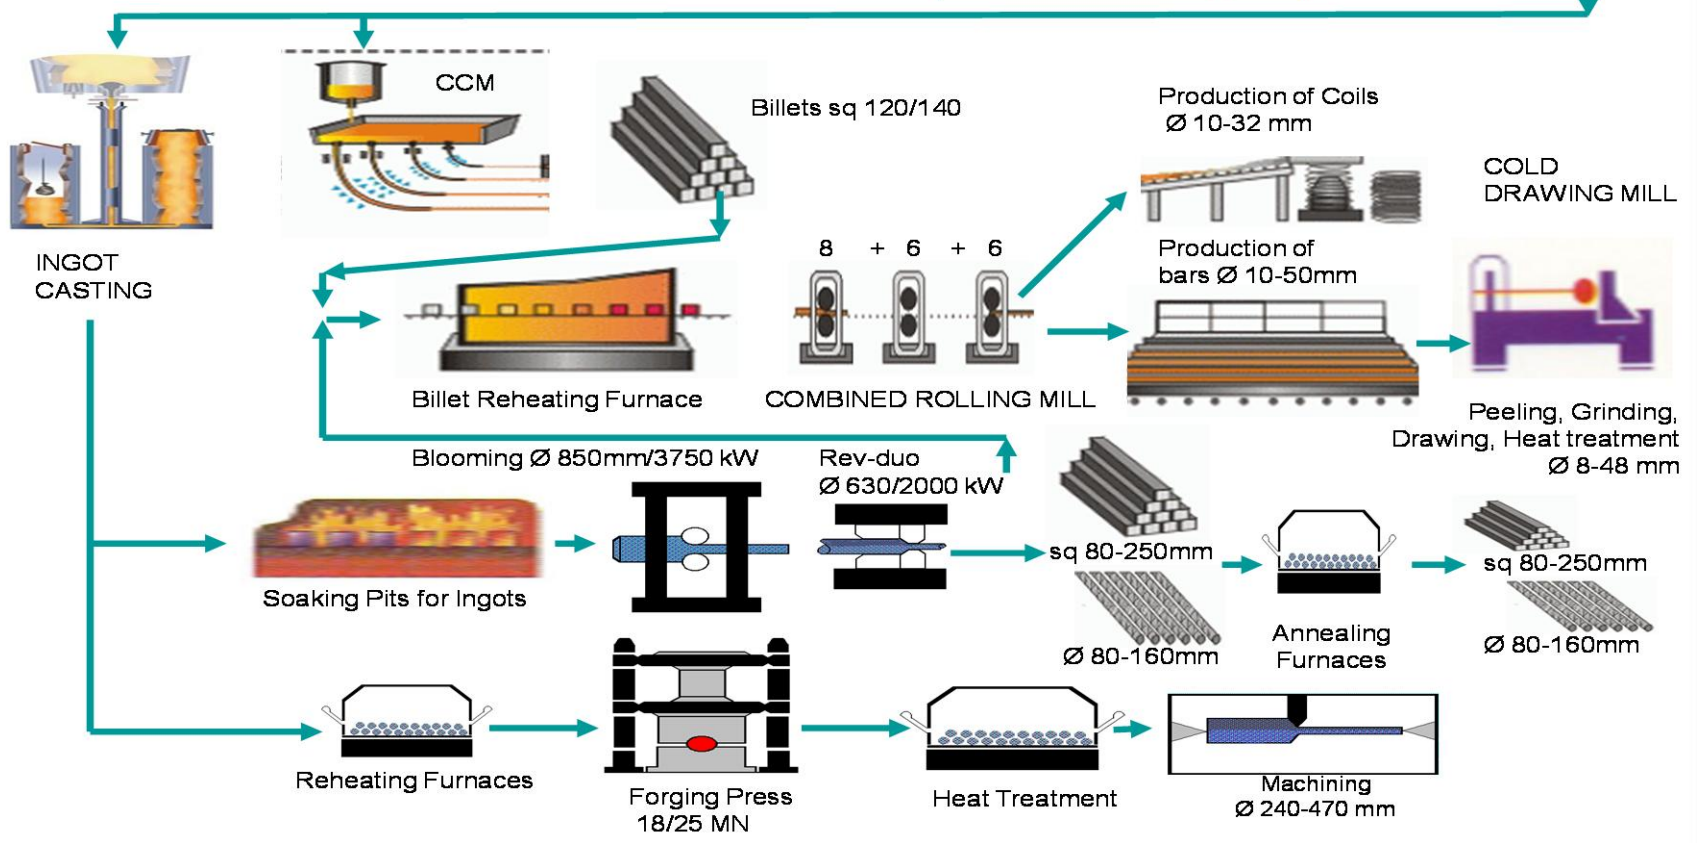 CCM
Billets sq 120/140
Production of Coils
Ø 10-32 mm
COLD
DRAWING MILL
INGOT
CASTING
8 + 6 + 6
Production of
bars Ø 10-50mm
Billet Reheating Furnace
COMBINED ROLLING MILL
Peeling, Grinding,
Drawing, Heat treatment
Ø 8-48 mm
Blooming Ø 850mm/3750 kW
Rev-duo
Ø 630/2000 kW
sq 80-250mm
sq 80-250mm
Soaking Pits for Ingots
Ø 80-160mm
Annealing
Furnaces
Ø 80-160mm
Reheating Furnaces
Forging Press
18/25 MN
Heat Treatment
Machining
Ø 240-470 mm